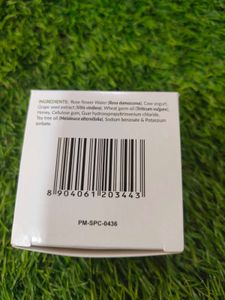 INGREDIENTS: Rose flower Water (Rosa damascena), Cow yogurt,
Grape seed extract (Vitis vinifera), Wheat germ oil (Triticum vulgare),
Honey, Cellulose gum, Guar hydroxypropyltrimonium chloride,
Tea tree oil (Melaleuca alternifolia), Sodium benzoate & Potassium
sorbate.
8 904061 203443
PM-SPC-0436